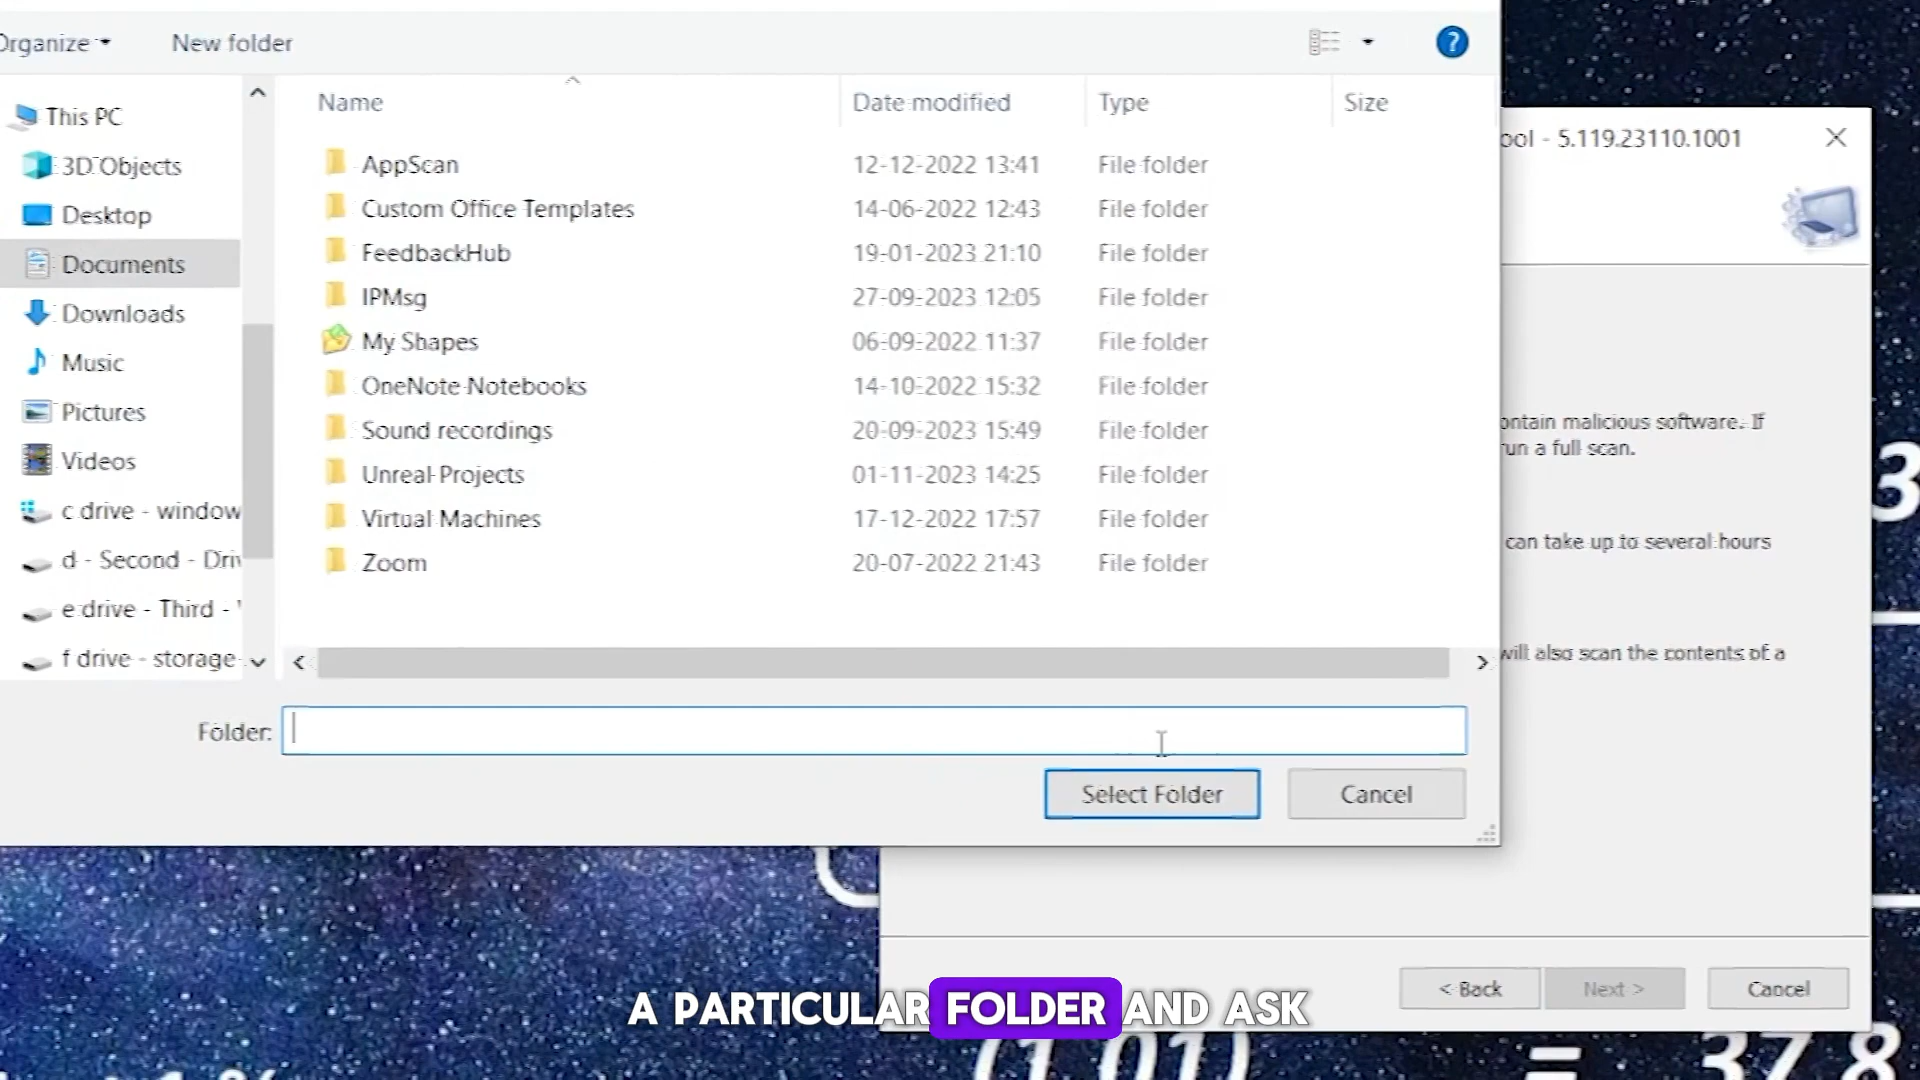 Organize
New folder
?
This PC
3D Objects
Desktop
Documents
Downloads
Music
Pictures
Videos
c drive - window
d - Second - Driv
e drive - Third -
f drive - storage
Name Date modified Type Size
AppScan 12-12-2022 13:41 File folder
Custom Office Templates 14-06-2022 12:43 File folder
FeedbackHub 19-01-2023 21:10 File folder
IPMsg 27-09-2023 12:05 File folder
My Shapes 06-09-2022 11:37 File folder
OneNote Notebooks 14-10-2022 15:32 File folder
Sound recordings 20-09-2023 15:49 File folder
Unreal Projects 01-11-2023 14:25 File folder
Virtual Machines 17-12-2022 17:57 File folder
Zoom 20-07-2022 21:43 File folder
Folder:
Select Folder Cancel
ool - 5.119.23110.1001
ontain malicious software. If
run a full scan.
can take up to several hours
will also scan the contents of a
< Back Next > Cancel
A PARTICULAR FOLDER AND ASK
3
(1.01) = 37.8